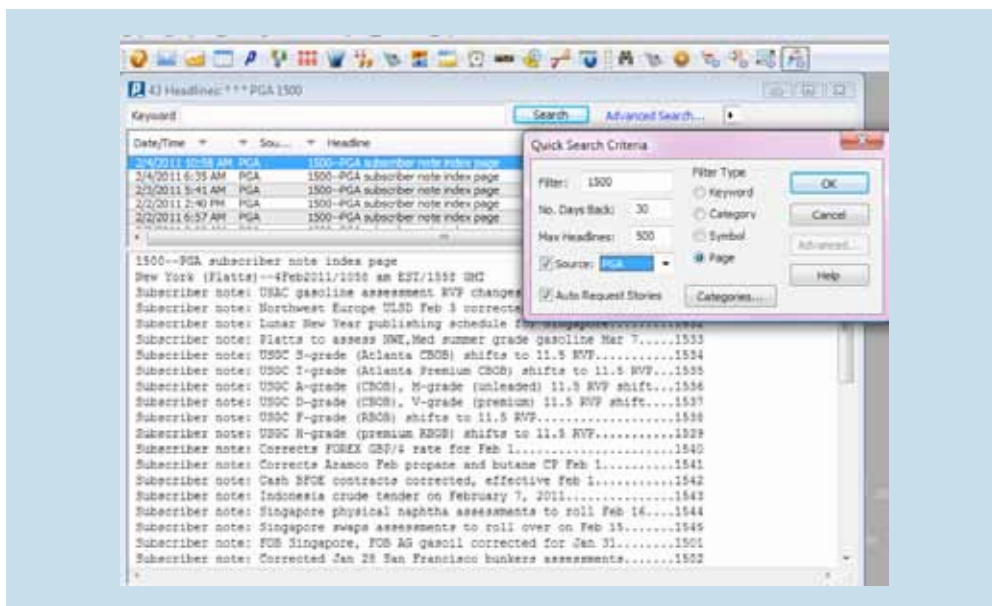 43 Headlines: * * * PGA 1500
Keyword
Search
Advanced Search...
Date/Time
Sou...
Headline
2/4/2011 10:58 AM PGA 1500--PGA subscriber note index page
2/4/2011 6:35 AM PGA 1500--PGA subscriber note index page
2/3/2011 5:41 AM PGA 1500--PGA subscriber note index page
2/2/2011 2:40 PM PGA 1500--PGA subscriber note index page
2/2/2011 6:57 AM PGA 1500--PGA subscriber note index page
Quick Search Criteria
Filter: 1500
No. Days Back: 30
Max Headlines: 500
Source: PGA
Auto Request Stories
Filter Type
Keyword
Category
Symbol
Page
Categories...
OK
Cancel
Advanced...
Help
1500--PGA subscriber note index page
New York (Platts)--4Feb2011/1058 am EST/1558 GMT
Subscriber note: USAC gasoline assessment RVP changes
Subscriber note: Northwest Europe ULSD Feb 3 correcte
Subscriber note: Lunar New Year publishing schedule for Singapore
Subscriber note: Platts to assess NWE,Med summer grade gasoline Mar 7.....1533
Subscriber note: USGC S-grade (Atlanta CBOB) shifts to 11.5 RVP............1534
Subscriber note: USGC T-grade (Atlanta Premium CBOB) shifts to 11.5 RVP....1535
Subscriber note: USGC A-grade (CBOB), M-grade (unleaded) 11.5 RVP shift....1536
Subscriber note: USGC D-grade (CBOB), V-grade (premium) 11.5 RVP shift....1537
Subscriber note: USGC F-grade (RBOB) shifts to 11.5 RVP....................1538
Subscriber note: USGC H-grade (premium RBOB) shifts to 11.5 RVP............1539
Subscriber note: Corrects FOREX GBP/$ rate for Feb 1.......................1540
Subscriber note: Corrects Aramco Feb propane and butane CP Feb 1...........1541
Subscriber note: Cash BFOE contracts corrected, effective Feb 1............1542
Subscriber note: Indonesia crude tender on February 7, 2011................1543
Subscriber note: Singapore physical naphtha assessments to roll Feb 16....1544
Subscriber note: Singapore swaps assessments to roll over on Feb 15........1545
Subscriber note: FOB Singapore, FOB AG gasoil corrected for Jan 31.........1501
Subscriber note: Corrected Jan 28 San Francisco bunkers assessments........1502